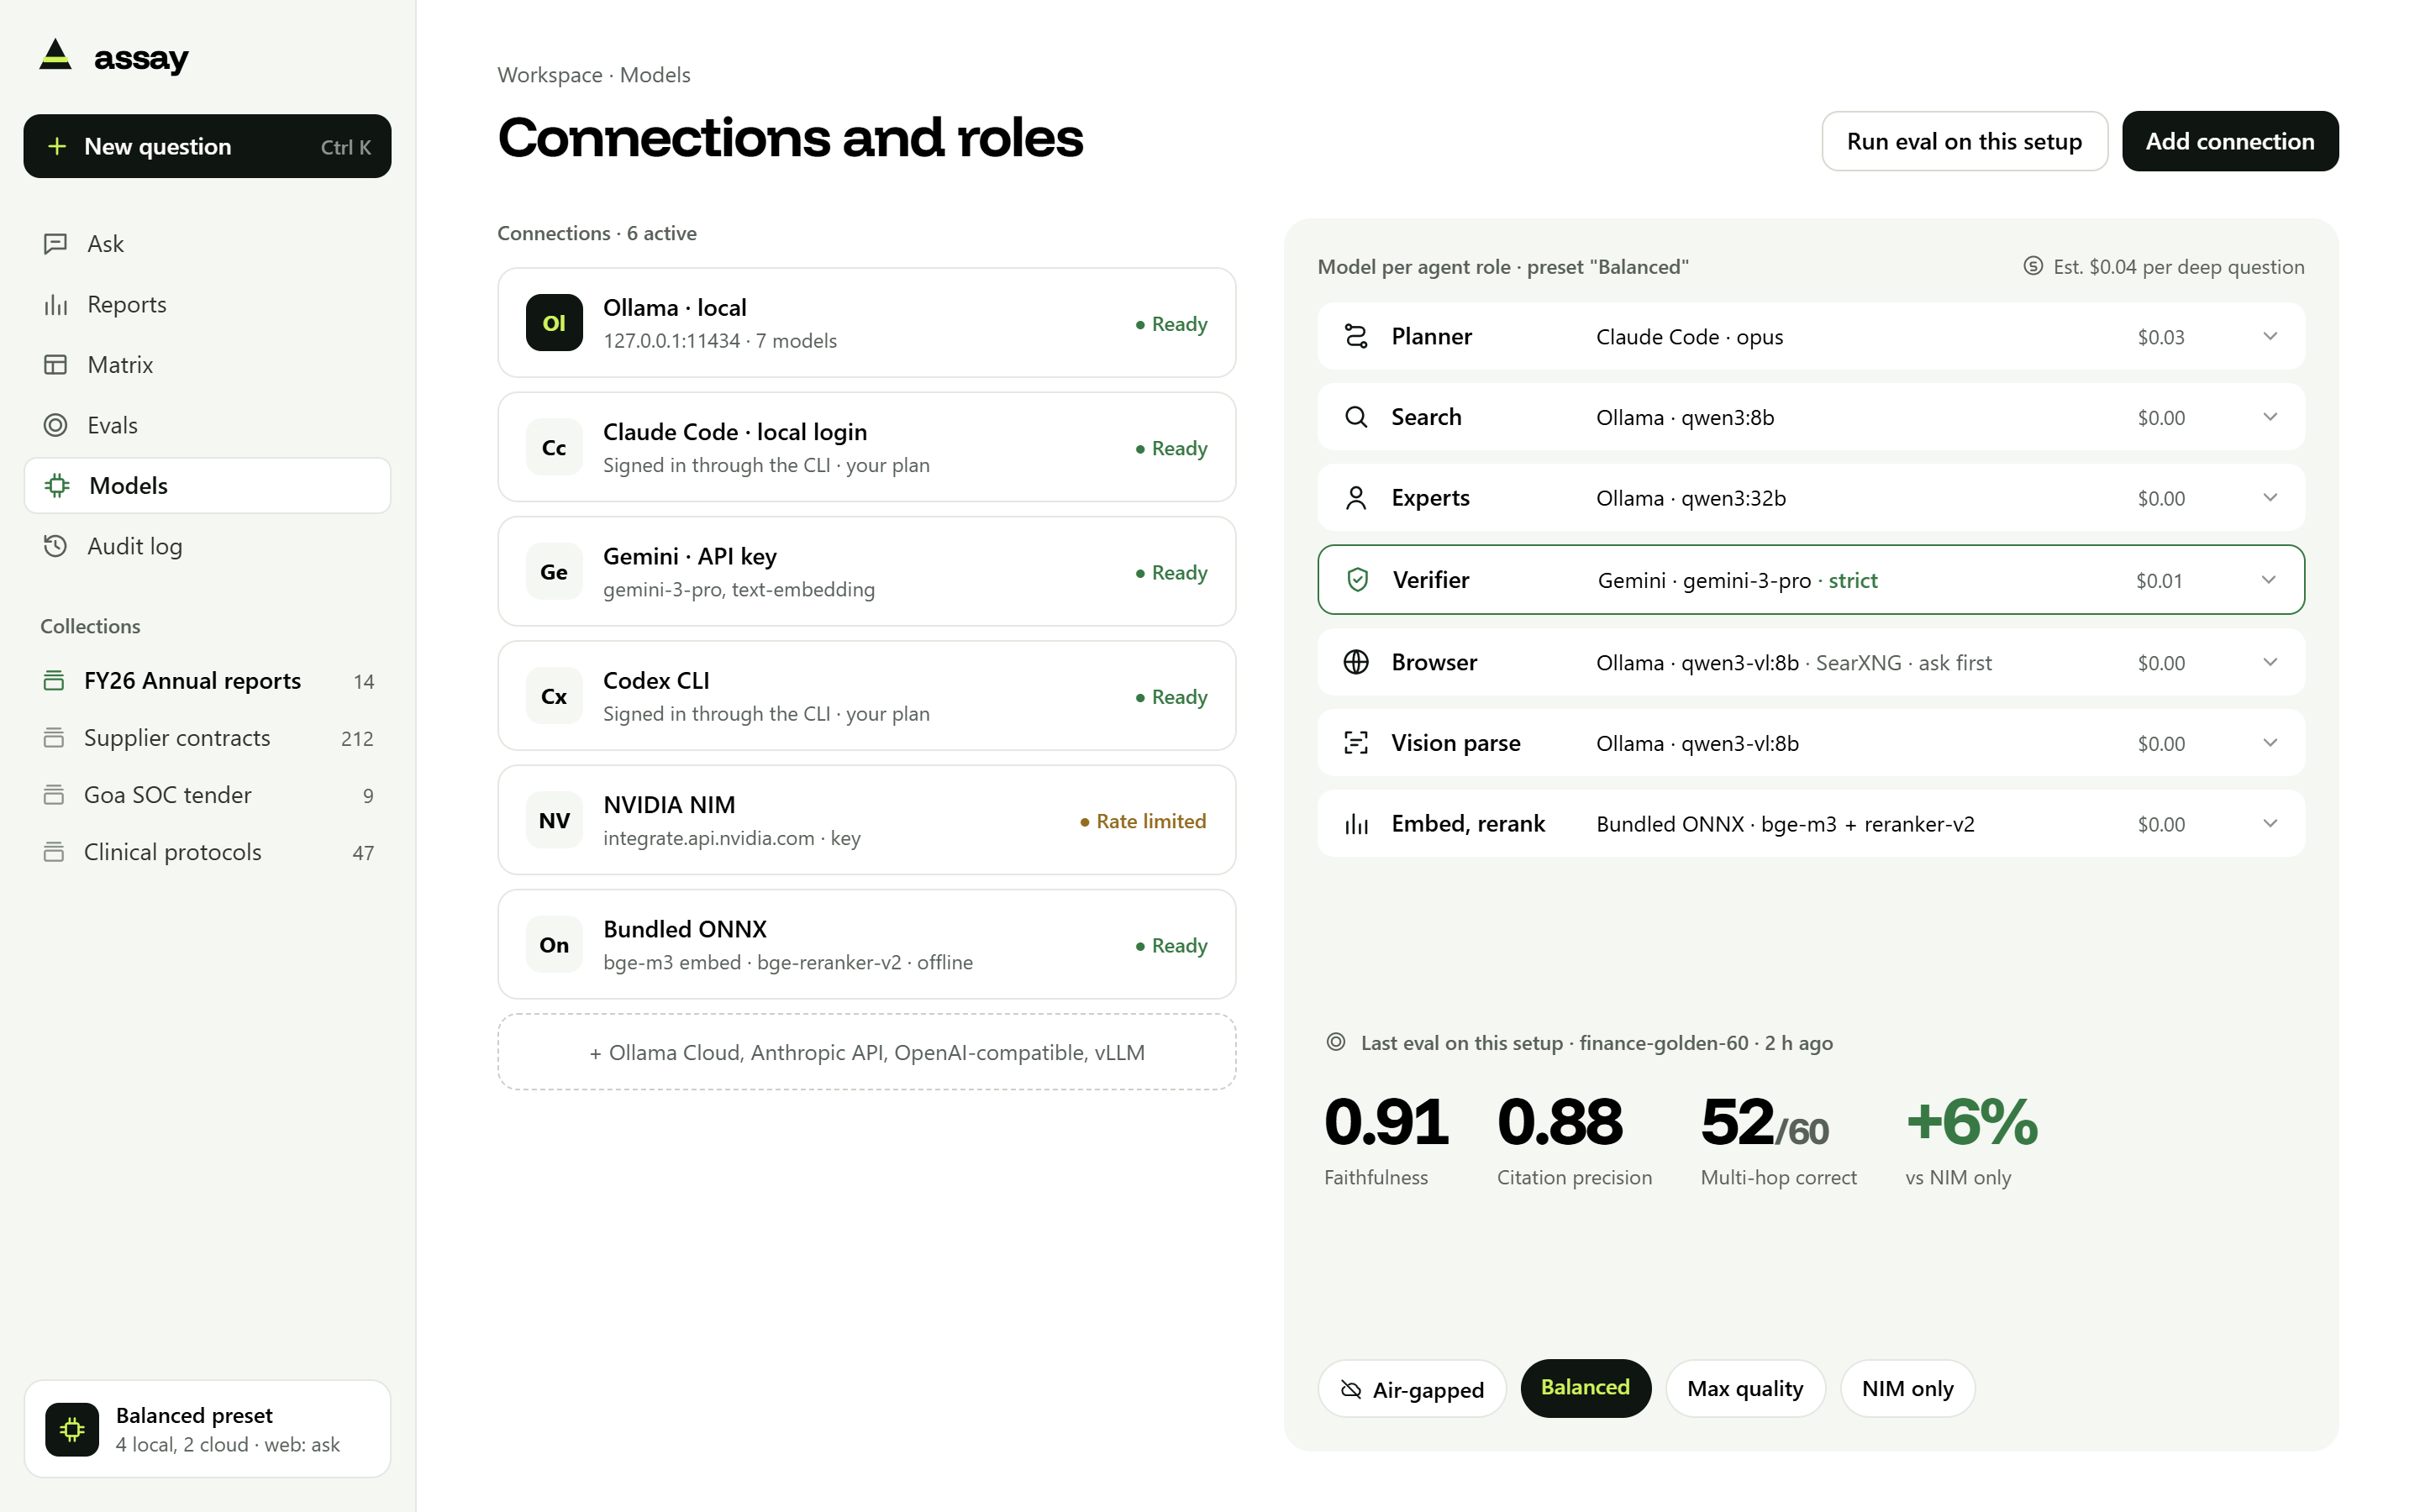 assay
New question Ctrl K
Ask
Reports
Matrix
Evals
Models
Audit log
Collections
FY26 Annual reports 14
Supplier contracts 212
Goa SOC tender 9
Clinical protocols 47
Balanced preset
4 local, 2 cloud · web: ask
Workspace · Models
Connections and roles
Run eval on this setup
Add connection
Connections · 6 active
Ol
Ollama · local
127.0.0.1:11434 · 7 models
Ready
Cc
Claude Code · local login
Signed in through the CLI · your plan
Ready
Ge
Gemini · API key
gemini-3-pro, text-embedding
Ready
Cx
Codex CLI
Signed in through the CLI · your plan
Ready
NV
NVIDIA NIM
integrate.api.nvidia.com · key
Rate limited
On
Bundled ONNX
bge-m3 embed · bge-reranker-v2 · offline
Ready
+ Ollama Cloud, Anthropic API, OpenAI-compatible, vLLM
Model per agent role · preset "Balanced"
Est. $0.04 per deep question
Planner Claude Code · opus $0.03
Search Ollama · qwen3:8b $0.00
Experts Ollama · qwen3:32b $0.00
Verifier Gemini · gemini-3-pro · strict $0.01
Browser Ollama · qwen3-vl:8b · SearXNG · ask first $0.00
Vision parse Ollama · qwen3-vl:8b $0.00
Embed, rerank Bundled ONNX · bge-m3 + reranker-v2 $0.00
Last eval on this setup · finance-golden-60 · 2 h ago
0.91 0.88 52/60 +6%
Faithfulness Citation precision Multi-hop correct vs NIM only
Air-gapped Balanced Max quality NIM only